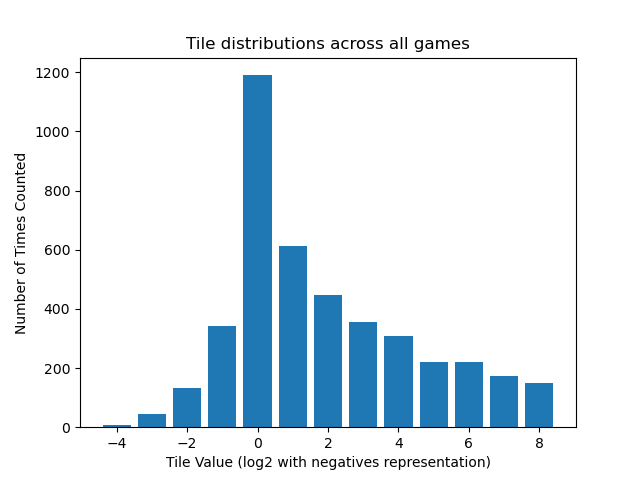 Tile distributions across all games
1200
1000
800
600
400
200
0
Number of Times Counted
−4 −2 0 2 4 6 8
Tile Value (log2 with negatives representation)